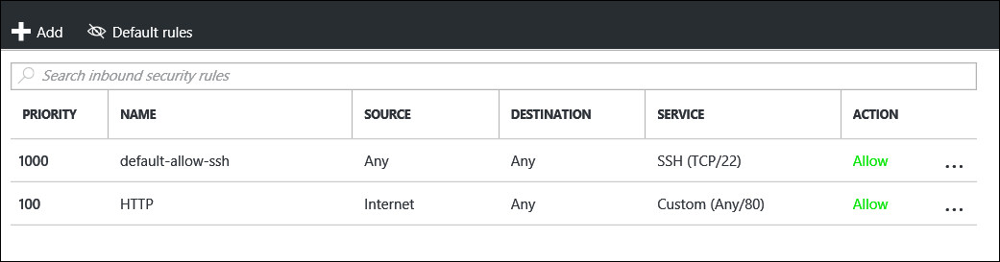 Add Default rules
Search inbound security rules
PRIORITY NAME SOURCE DESTINATION SERVICE ACTION
1000 default-allow-ssh Any Any SSH (TCP/22) Allow ...
100 HTTP Internet Any Custom (Any/80) Allow ...